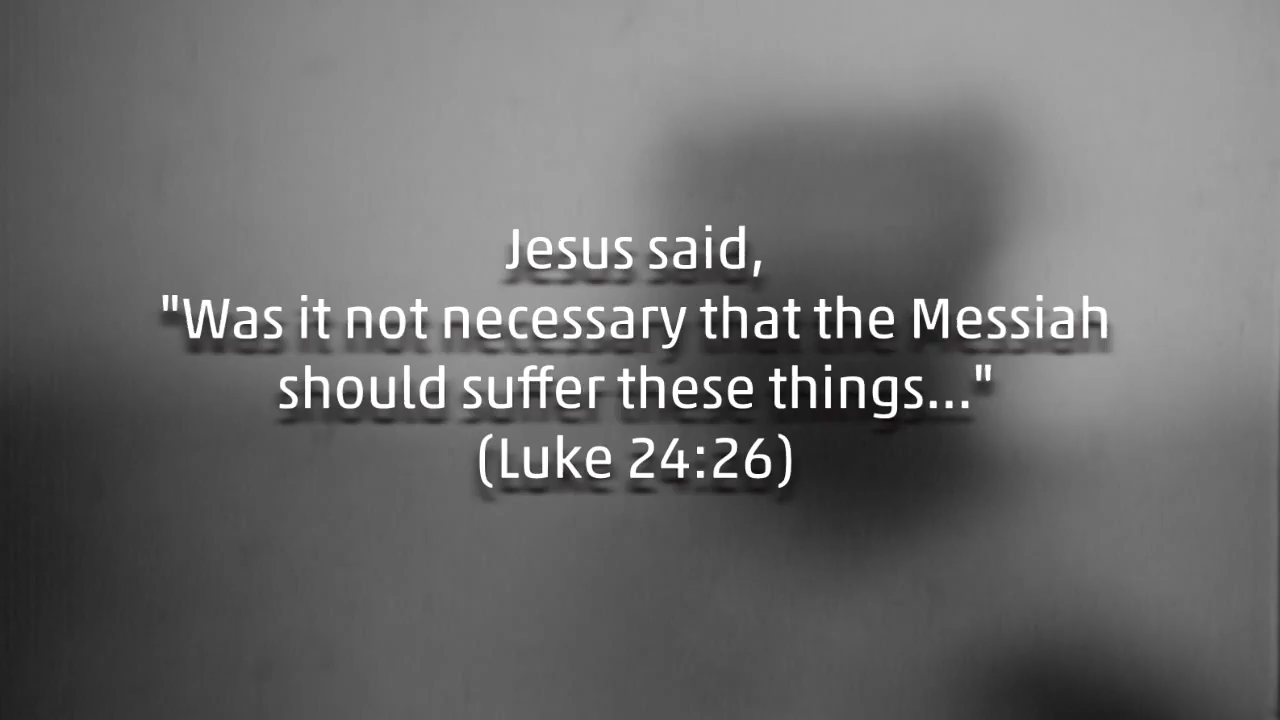 Jesus said,
"Was it not necessary that the Messiah
should suffer these things..."
(Luke 24:26)